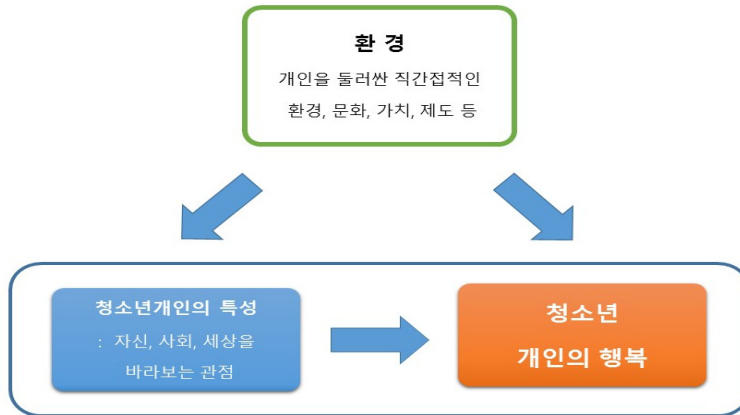 환 경
개인을 둘러싼 직간접적인
환경, 문화, 가치, 제도 등
청소년개인의 특성
: 자신, 사회, 세상을
바라보는 관점
청소년
개인의 행복